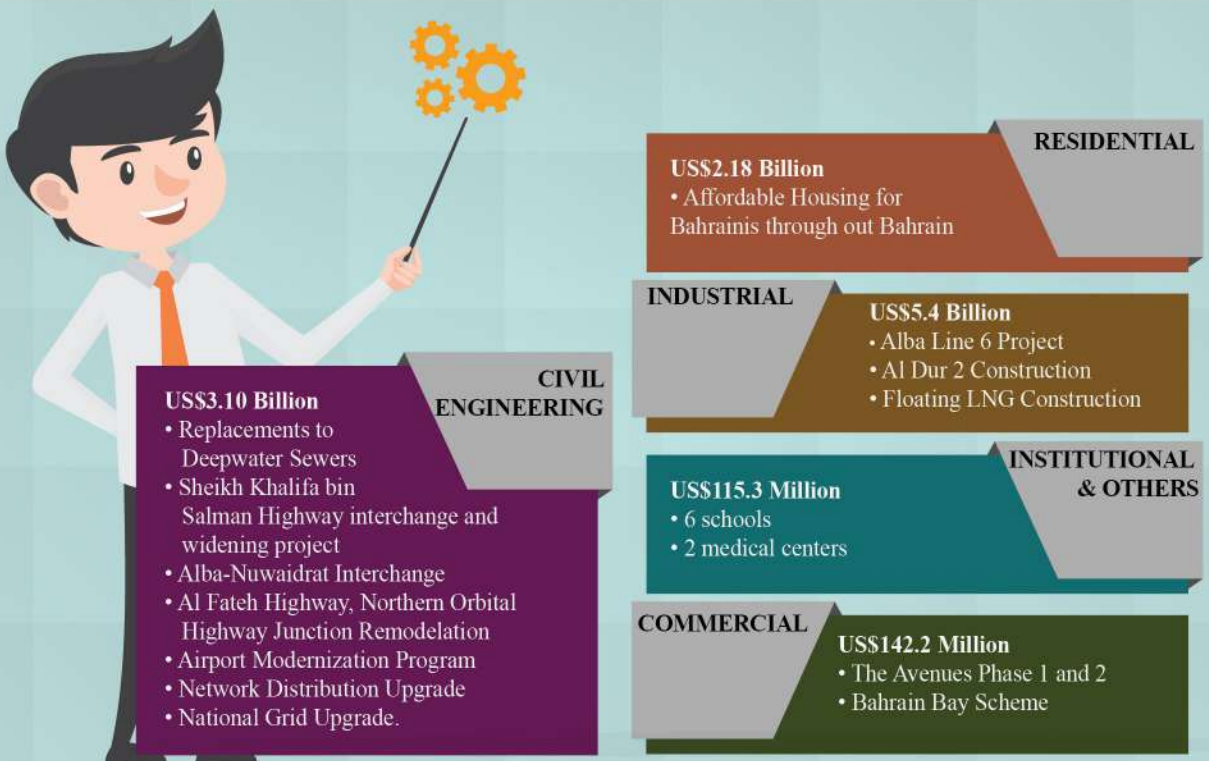 RESIDENTIAL
US$2.18 Billion
• Affordable Housing for
Bahrainis through out Bahrain
INDUSTRIAL
US$5.4 Billion
• Alba Line 6 Project
• Al Dur 2 Construction
• Floating LNG Construction
CIVIL
ENGINEERING
US$3.10 Billion
• Replacements to
Deepwater Sewers
• Sheikh Khalifa bin
Salman Highway interchange and
widening project
• Alba-Nuwaidrat Interchange
• Al Fateh Highway, Northern Orbital
Highway Junction Remodelation
• Airport Modernization Program
• Network Distribution Upgrade
• National Grid Upgrade.
INSTITUTIONAL
& OTHERS
US$115.3 Million
• 6 schools
• 2 medical centers
COMMERCIAL
US$142.2 Million
• The Avenues Phase 1 and 2
• Bahrain Bay Scheme